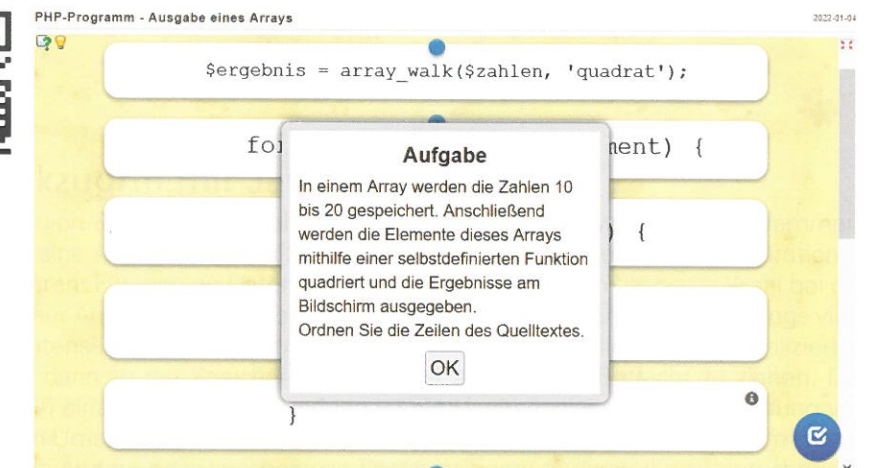 PHP-Programm - Ausgabe eines Arrays
2022-01-04
$ergebnis = array_walk($zahlen, 'quadrat');
Aufgabe
In einem Array werden die Zahlen 10
bis 20 gespeichert. Anschließend
werden die Elemente dieses Arrays
mithilfe einer selbstdefinierten Funktion
quadriert und die Ergebnisse am
Bildschirm ausgegeben.
Ordnen Sie die Zeilen des Quelltextes.
OK
) {
) {
}